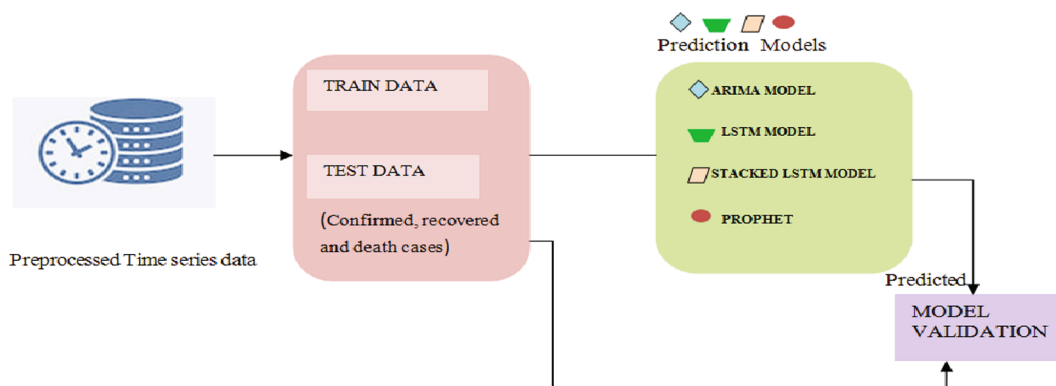 Prediction Models
TRAIN DATA
TEST DATA
(Confirmed, recovered
and death cases)
Preprocessed Time series data
ARIMA MODEL
LSTM MODEL
STACKED LSTM MODEL
PROPHET
Predicted
MODEL
VALIDATION